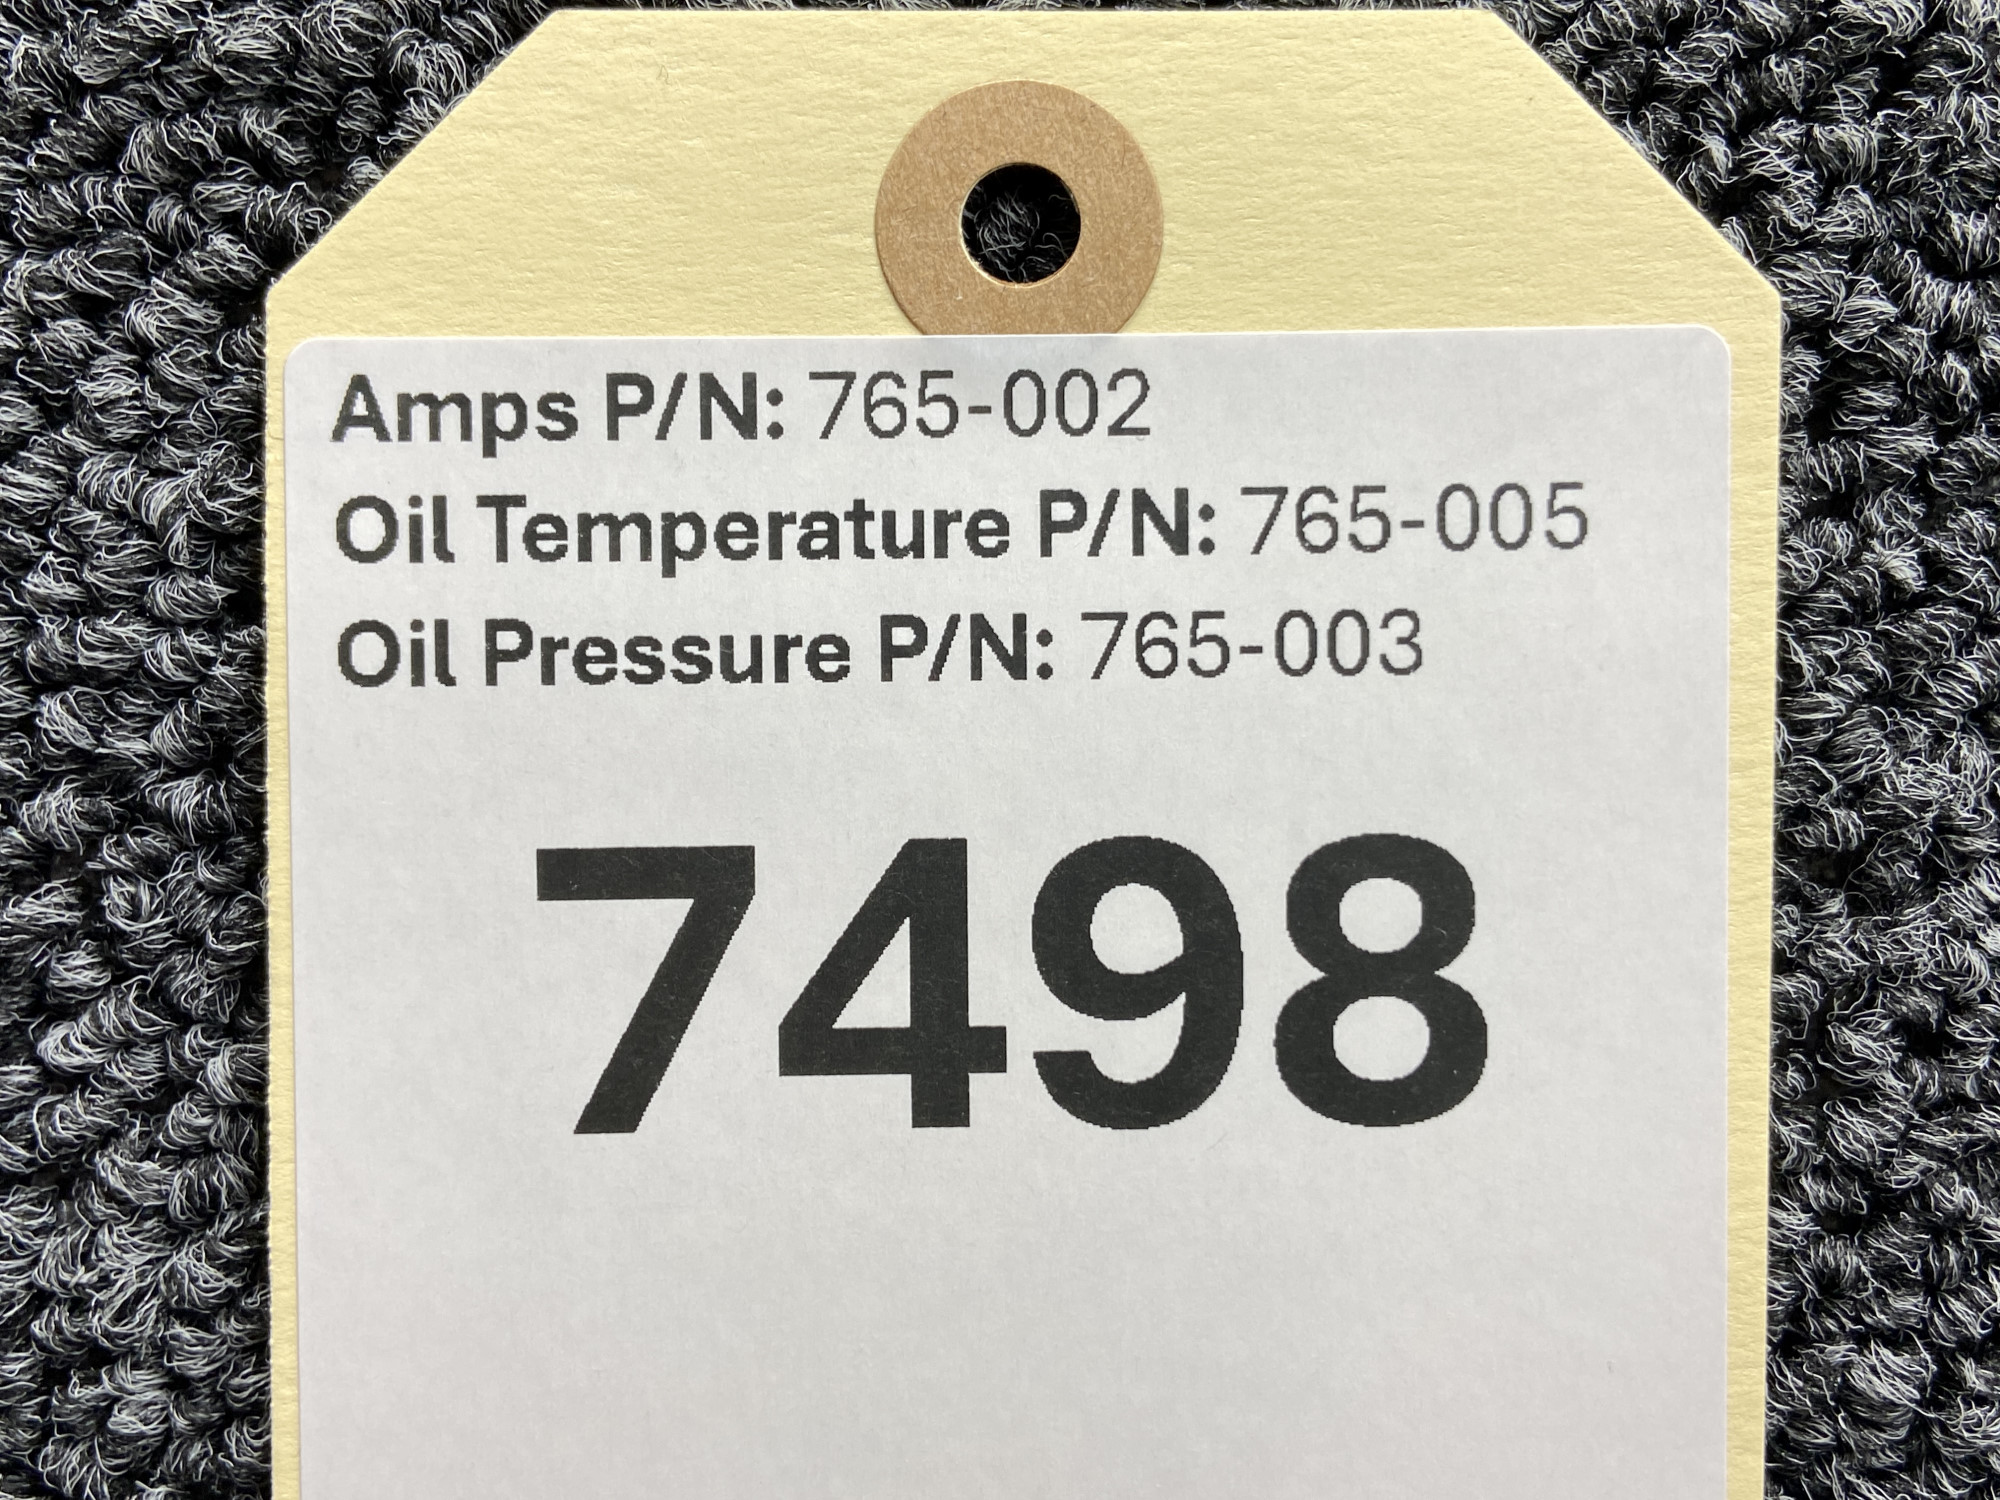 Amps P/N: 765-002
Oil Temperature P/N: 765-005
Oil Pressure P/N: 765-003
7498